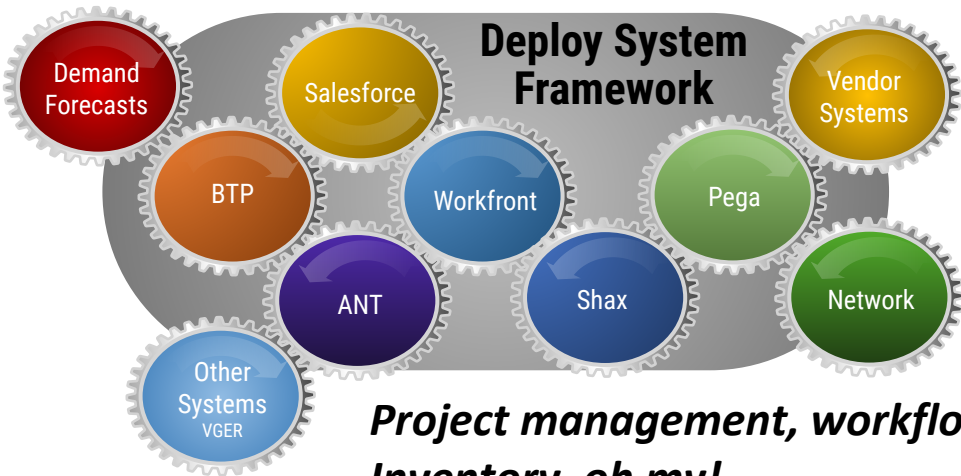 Deploy System
Framework
Demand
Forecasts
Salesforce
Vendor
Systems
BTP
Workfront
Pega
ANT
Shax
Network
Other
Systems
VGER
Project management,
Inventory, oh my!